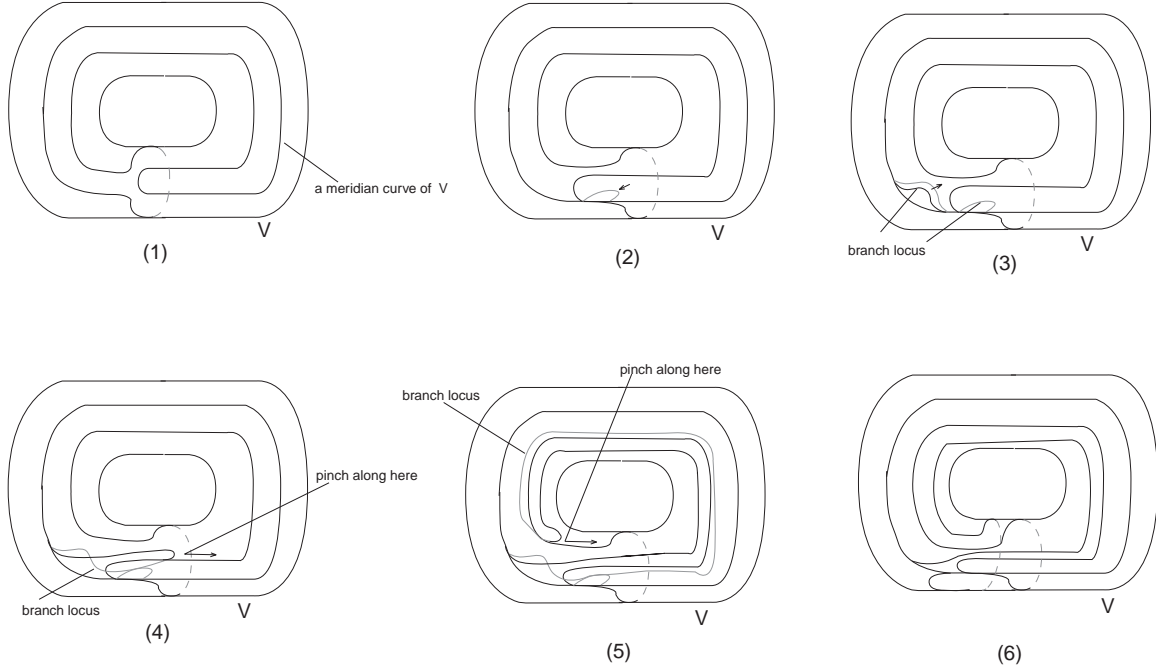 a meridian curve of V
V
(1)
V
(2)
branch locus
V
(3)
pinch along here
branch locus
V
(4)
pinch along here
branch locus
V
(5)
V
(6)